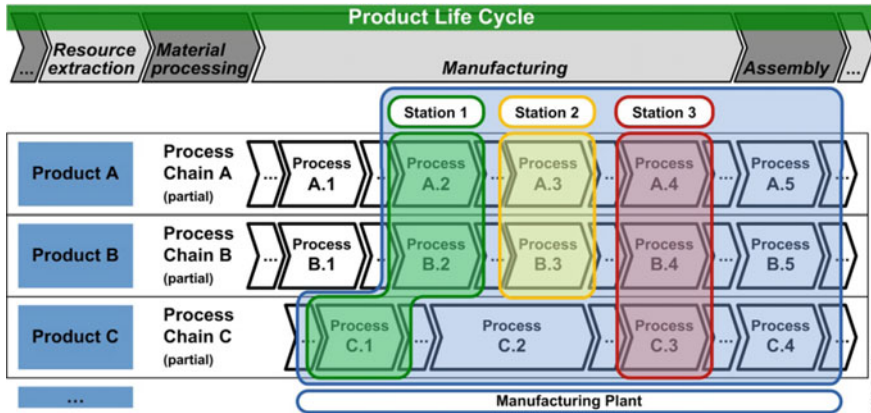 Product Life Cycle
...
Resource
extraction
Material
processing
Manufacturing
Assembly
...
Station 1
Station 2
Station 3
Product A
Process
Chain A
(partial)
...
Process
A.1
...
Process
A.2
...
Process
A.3
...
Process
A.4
...
Process
A.5
...
Product B
Process
Chain B
(partial)
...
Process
B.1
...
Process
B.2
...
Process
B.3
...
Process
B.4
...
Process
B.5
...
Product C
Process
Chain C
(partial)
...
Process
C.1
...
Process
C.2
...
Process
C.3
...
Process
C.4
...
...
Manufacturing Plant